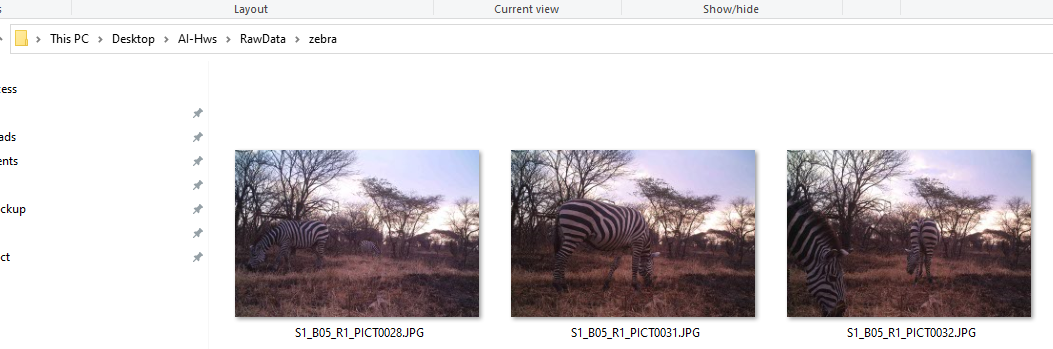 Layout Current view Show/hide
This PC > Desktop > AI-Hws > RawData > zebra
ess
ads
ents
ckup
ct
S1_B05_R1_PICT0028.JPG S1_B05_R1_PICT0031.JPG S1_B05_R1_PICT0032.JPG